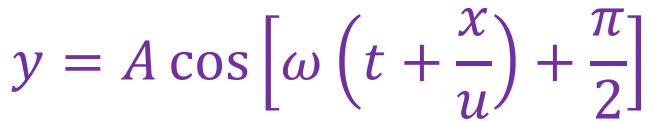 y = A cos[ω(t + x/u) + π/2]